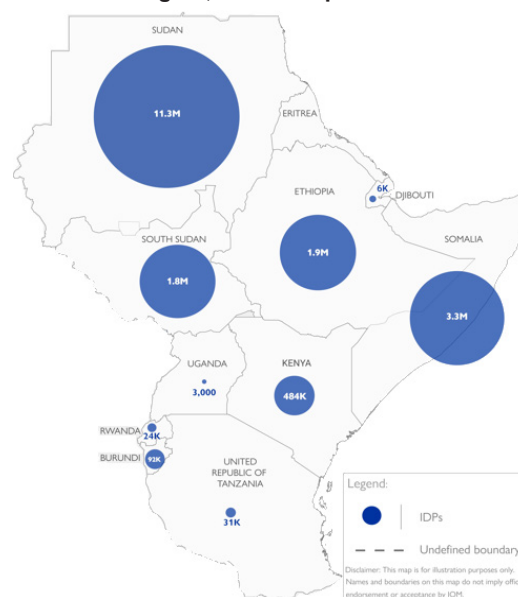 SUDAN
11.3M
ERITREA
6K
DJIBOUTI
ETHIOPIA
SOMALIA
SOUTH SUDAN
1.9M
1.8M
3.3M
UGANDA
KENYA
3,000
484K
RWANDA
24K
BURUNDI
92K
UNITED
REPUBLIC OF
TANZANIA
31K
Legend:
IDPs
Undefined boundary
Disclaimer: This map is for illustration purposes only.
Names and boundaries on this map do not imply offic
endorsement or acceptance by IOM.